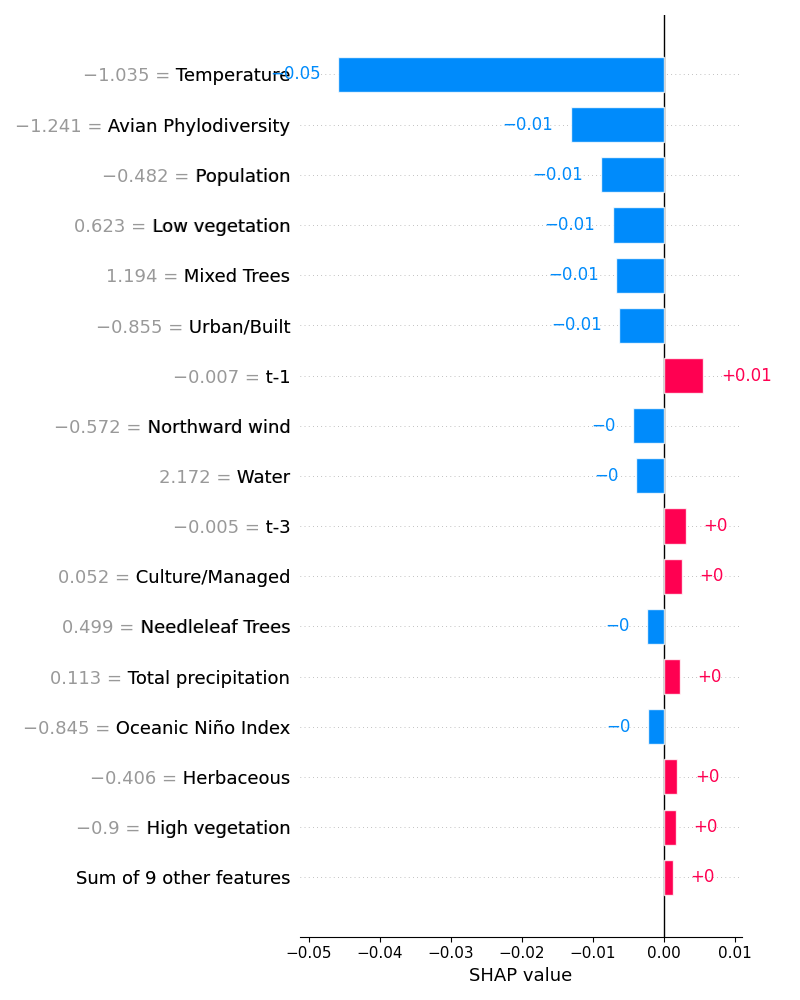 −1.035 = Temperature −0.05
−1.241 = Avian Phylodiversity −0.01
−0.482 = Population −0.01
0.623 = Low vegetation −0.01
1.194 = Mixed Trees −0.01
−0.855 = Urban/Built −0.01
−0.007 = t-1 +0.01
−0.572 = Northward wind −0
2.172 = Water −0
−0.005 = t-3 +0
0.052 = Culture/Managed +0
0.499 = Needleleaf Trees −0
0.113 = Total precipitation +0
−0.845 = Oceanic Niño Index −0
−0.406 = Herbaceous +0
−0.9 = High vegetation +0
Sum of 9 other features +0
−0.05 −0.04 −0.03 −0.02 −0.01 0.00 0.01
SHAP value